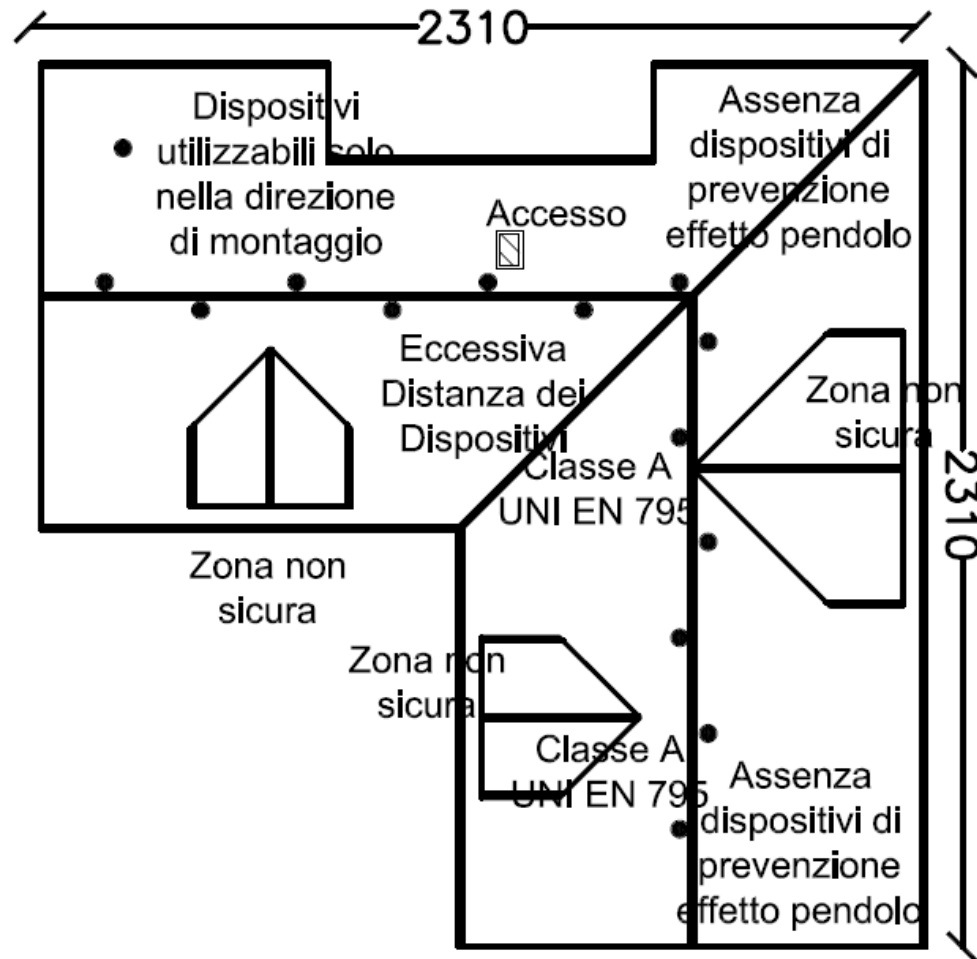 2310
Dispositivi
utilizzabili solo
nella direzione
di montaggio
Assenza
dispositivi di
prevenzione
effetto pendolo
Accesso
Eccessiva
Distanza dei
Dispositivi
Zona non
sicura
Classe A
UNI EN 795
2310
Zona non
sicura
Zona non
sicura
Classe A
UNI EN 795
Assenza
dispositivi di
prevenzione
effetto pendolo